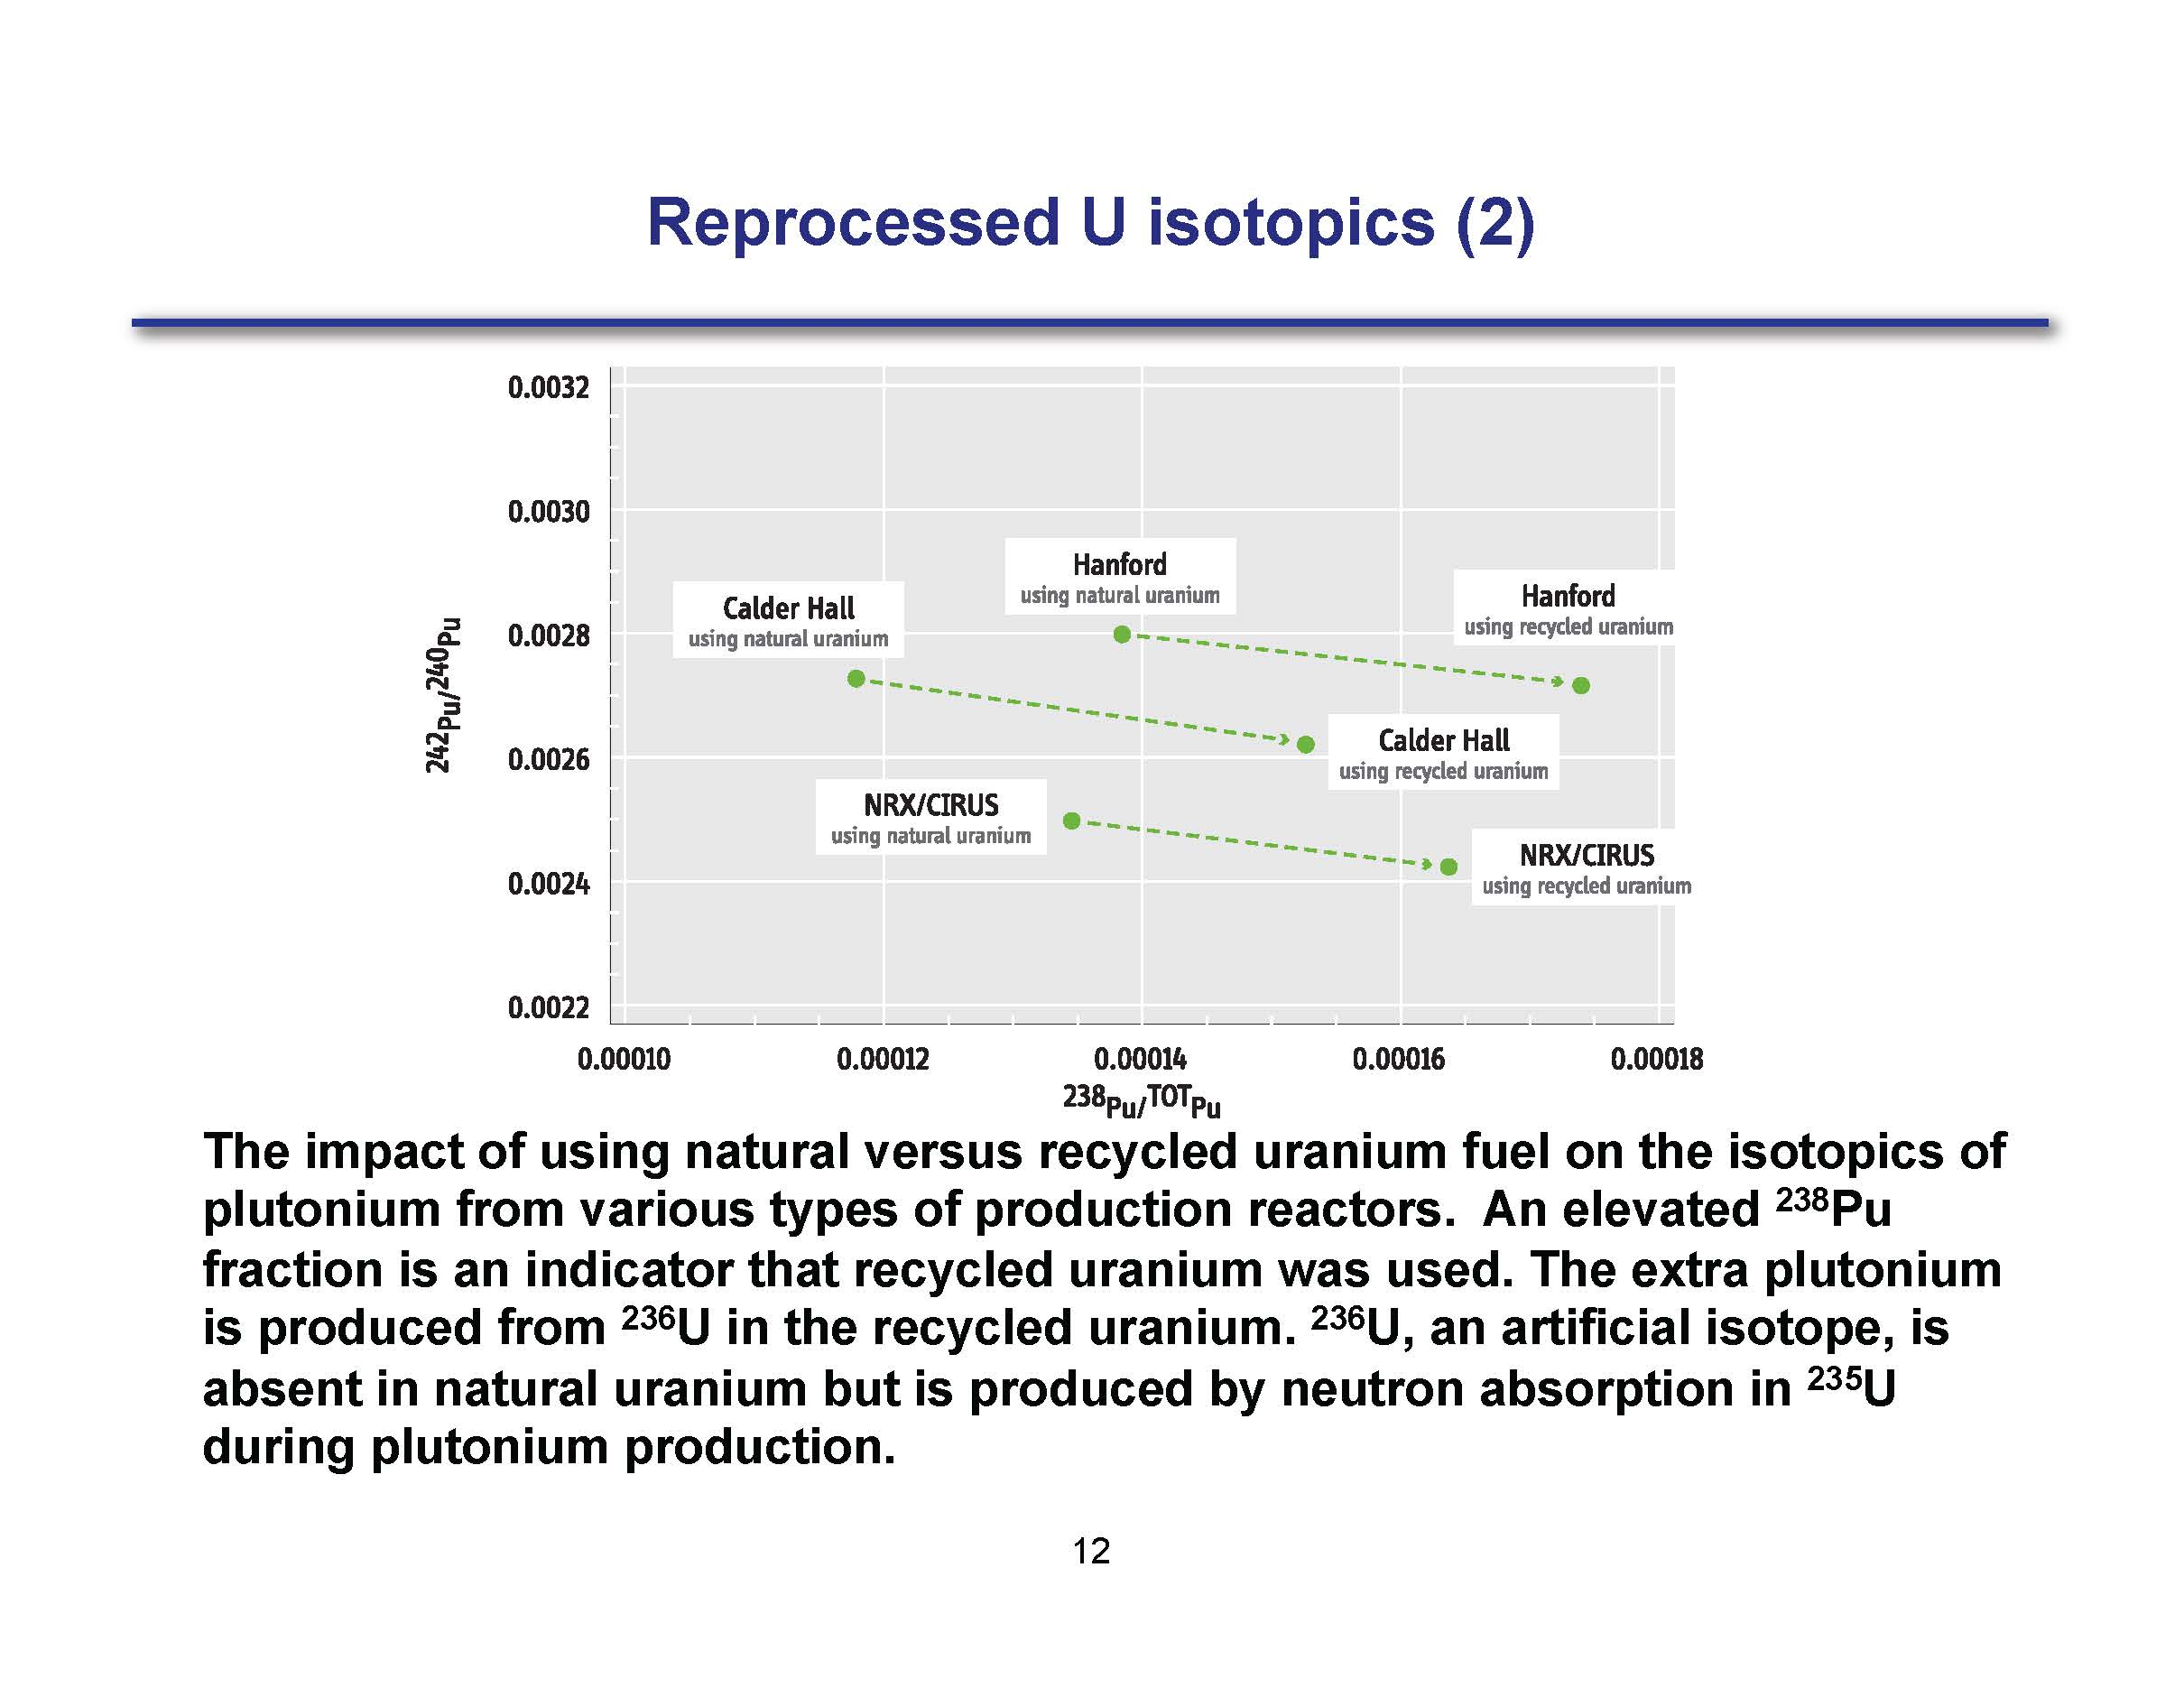 Reprocessed U isotopics (2)
0.0032
0.0030
0.0028
0.0026
0.0024
0.0022
242Pu/240Pu
Hanford
using natural uranium
Hanford
using recycled uranium
Calder Hall
using natural uranium
Calder Hall
using recycled uranium
NRX/CIRUS
using natural uranium
NRX/CIRUS
using recycled uranium
0.00010 0.00012 0.00014 0.00016 0.00018
238Pu/TOTPu
The impact of using natural versus recycled uranium fuel on the isotopics of
plutonium from various types of production reactors.  An elevated 238Pu
fraction is an indicator that recycled uranium was used. The extra plutonium
is produced from 236U in the recycled uranium. 236U, an artificial isotope, is
absent in natural uranium but is produced by neutron absorption in 235U
during plutonium production.
12